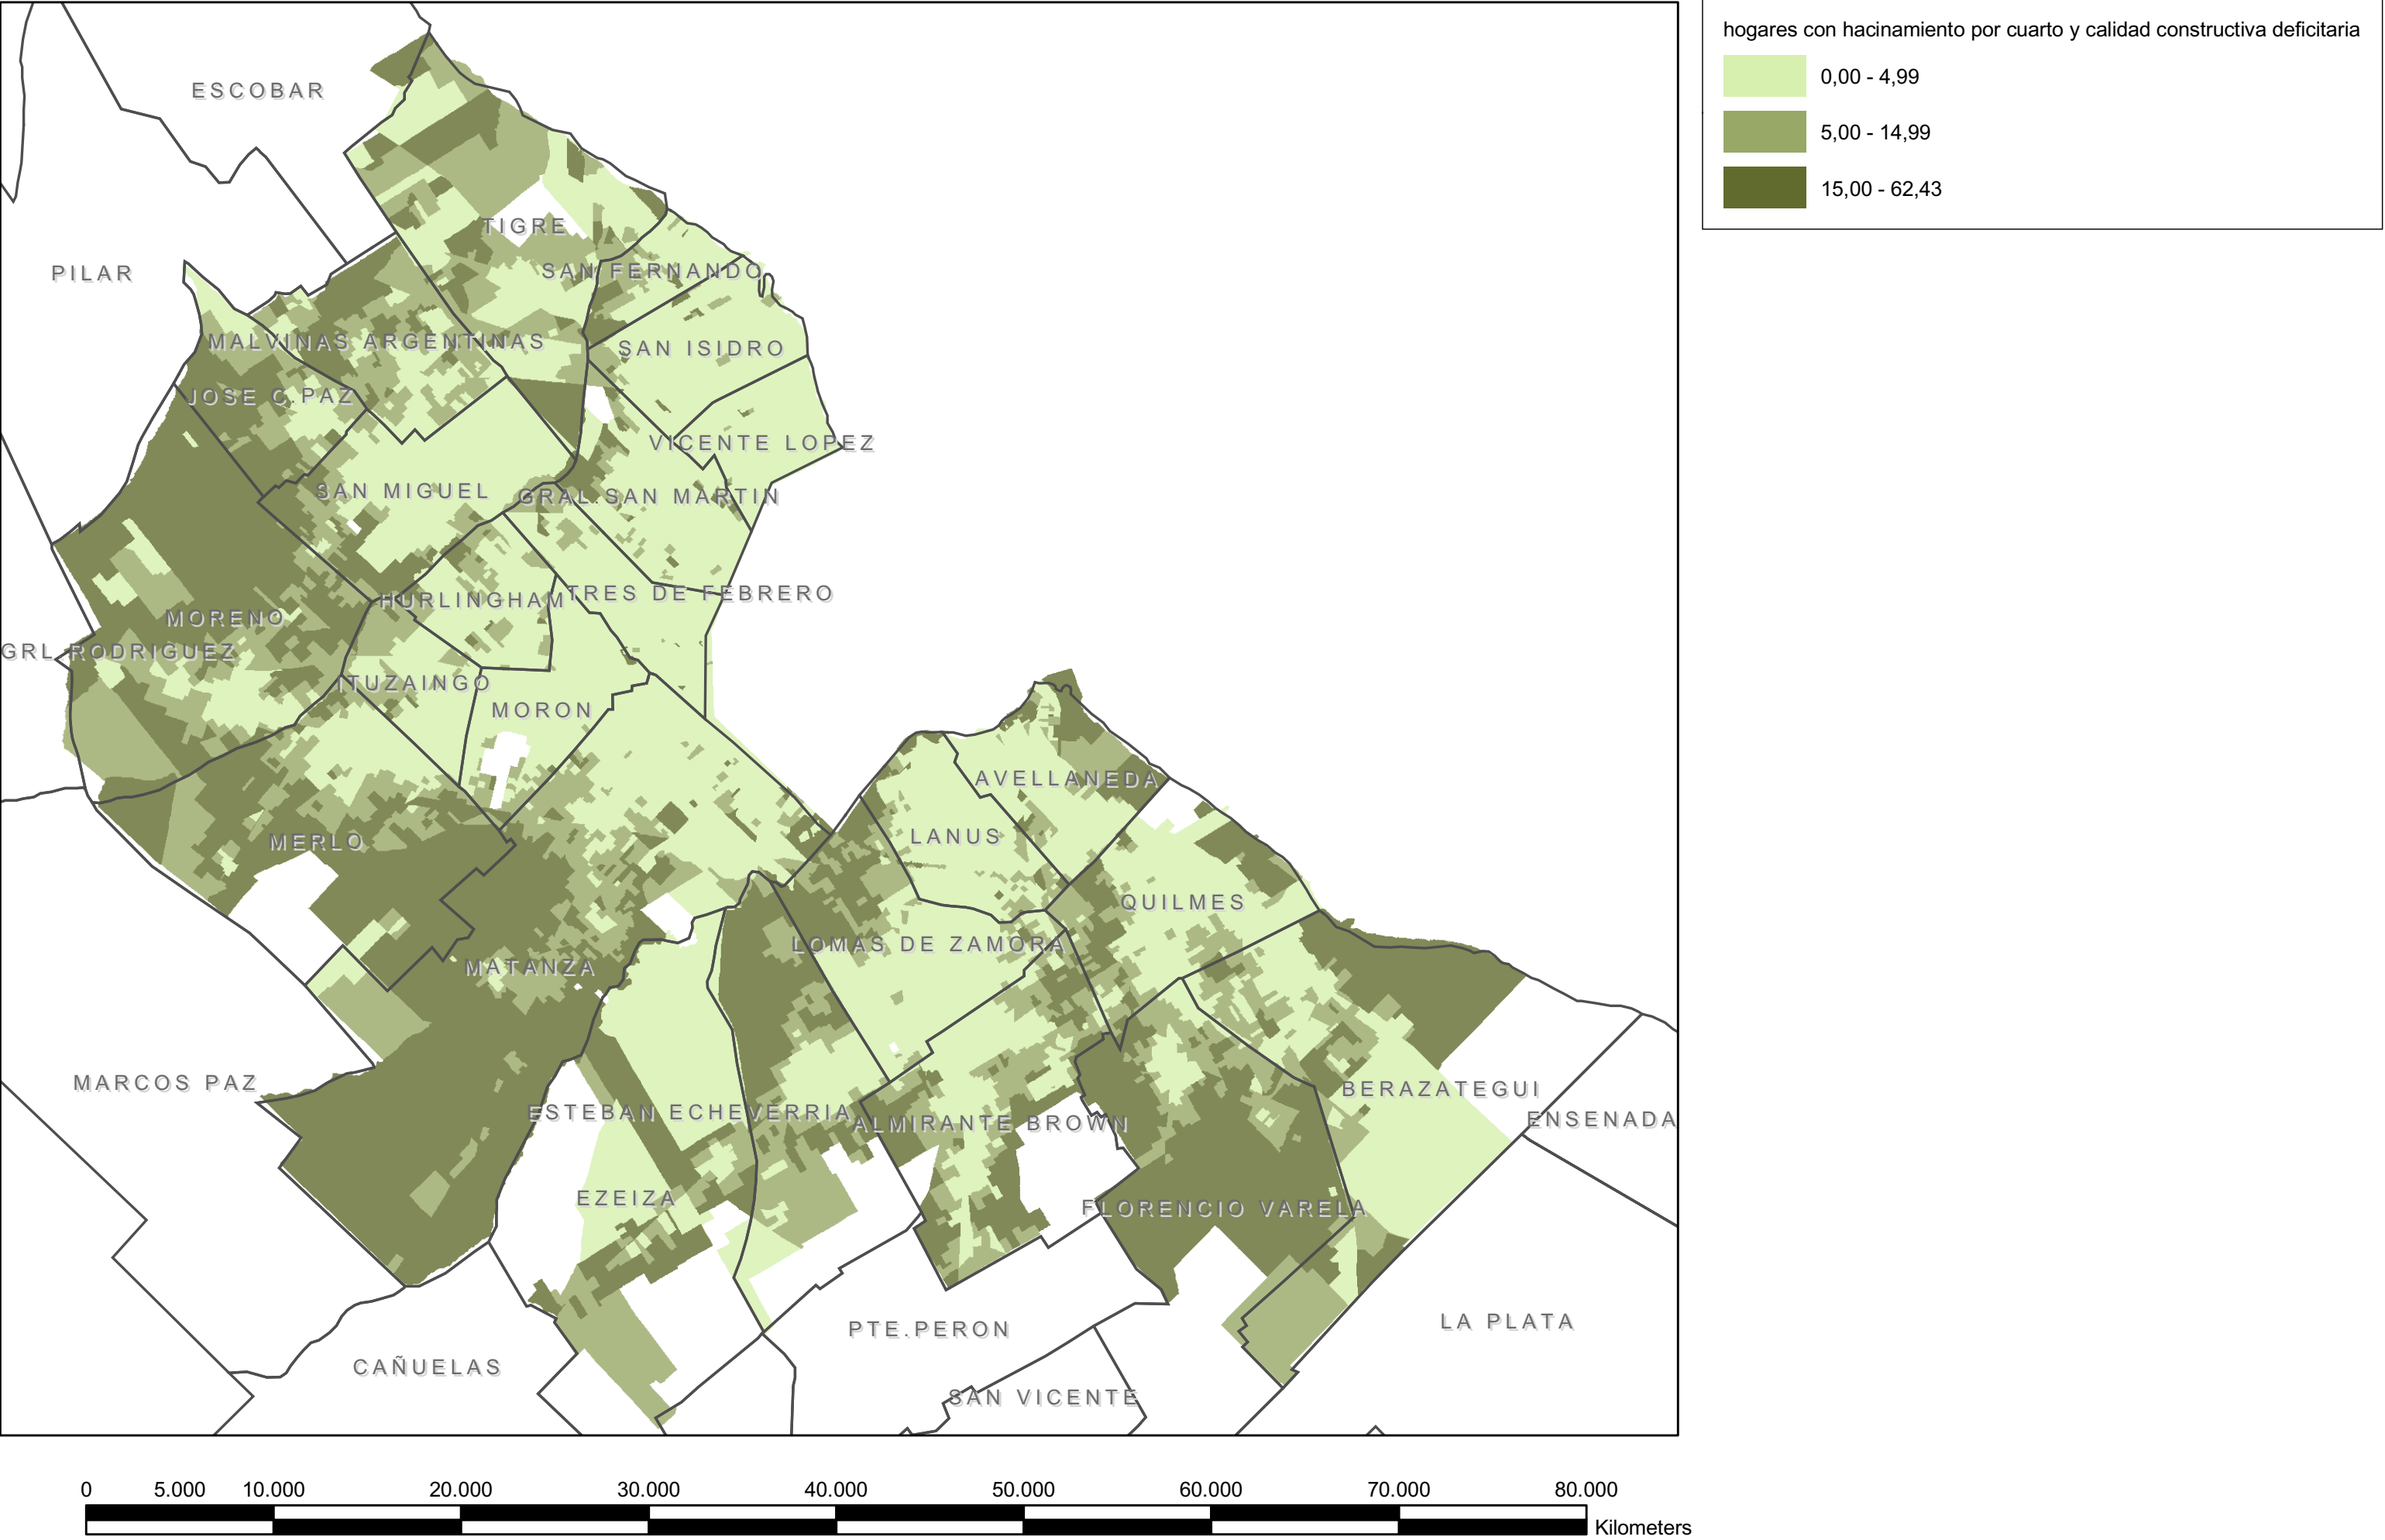 hogares con hacinamiento por cuarto y calidad constructiva deficitaria
0,00 - 4,99
5,00 - 14,99
15,00 - 62,43
ESCOBAR
TIGRE
PILAR
SAN FERNANDO
MALVINAS ARGENTINAS
SAN ISIDRO
JOSE C.PAZ
VICENTE LOPEZ
SAN MIGUEL
GRAL.SAN MARTIN
HURLINGHAM
TRES DE FEBRERO
MORENO
GRL.RODRIGUEZ
ITUZAINGO
MORON
AVELLANEDA
LANUS
MERLO
QUILMES
LOMAS DE ZAMORA
MATANZA
MARCOS PAZ
BERAZATEGUI
ESTEBAN ECHEVERRIA
ALMIRANTE BROWN
ENSENADA
EZEIZA
FLORENCIO VARELA
PTE.PERON
LA PLATA
CAÑUELAS
SAN VICENTE
0 5.000 10.000 20.000 30.000 40.000 50.000 60.000 70.000 80.000
Kilometers